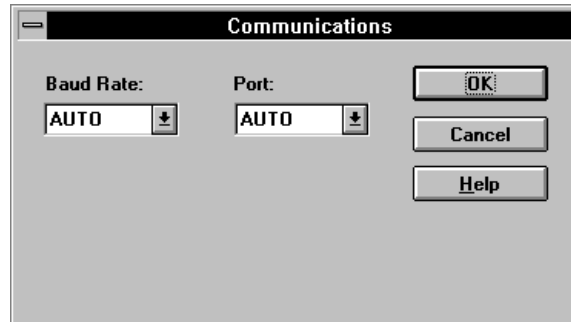 Communications
Baud Rate:
Port:
AUTO
AUTO
OK
Cancel
Help